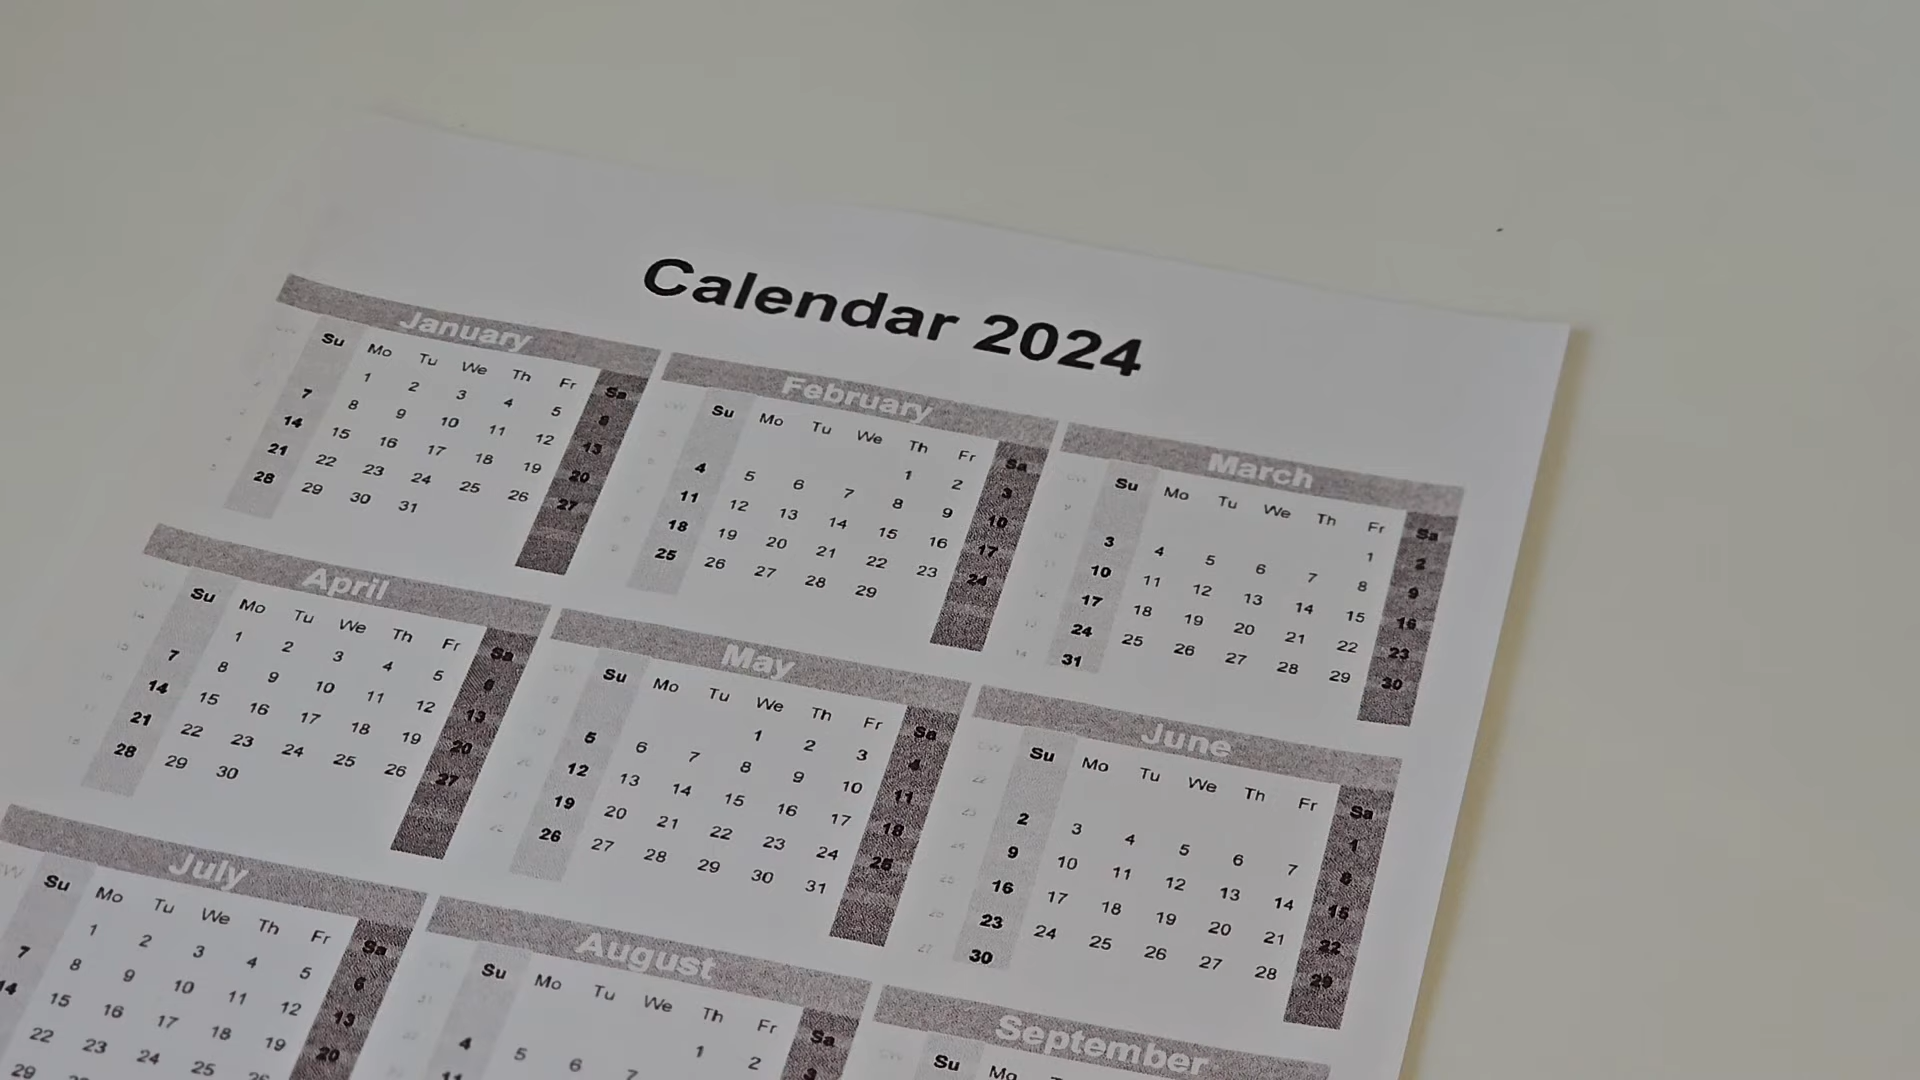 Calendar 2024
January
Su Mo Tu We Th Fr Sa
1 2 3 4 5 6
7 8 9 10 11 12 13
14 15 16 17 18 19 20
21 22 23 24 25 26 27
28 29 30 31
February
Su Mo Tu We Th Fr Sa
1 2 3
4 5 6 7 8 9 10
11 12 13 14 15 16 17
18 19 20 21 22 23 24
25 26 27 28 29
March
Su Mo Tu We Th Fr Sa
1 2
3 4 5 6 7 8 9
10 11 12 13 14 15 16
17 18 19 20 21 22 23
24 25 26 27 28 29 30
31
April
Su Mo Tu We Th Fr Sa
1 2 3 4 5 6
7 8 9 10 11 12 13
14 15 16 17 18 19 20
21 22 23 24 25 26 27
28 29 30
May
Su Mo Tu We Th Fr Sa
1 2 3 4
5 6 7 8 9 10 11
12 13 14 15 16 17 18
19 20 21 22 23 24 25
26 27 28 29 30 31
June
Su Mo Tu We Th Fr Sa
1
2 3 4 5 6 7 8
9 10 11 12 13 14 15
16 17 18 19 20 21 22
23 24 25 26 27 28 29
30
July
Su Mo Tu We Th Fr Sa
1 2 3 4 5 6
7 8 9 10 11 12 13
14 15 16 17 18 19 20
22 23 24 25 26
29
August
Su Mo Tu We Th Fr Sa
1 2 3
4 5 6 7
11
September
Su Mo